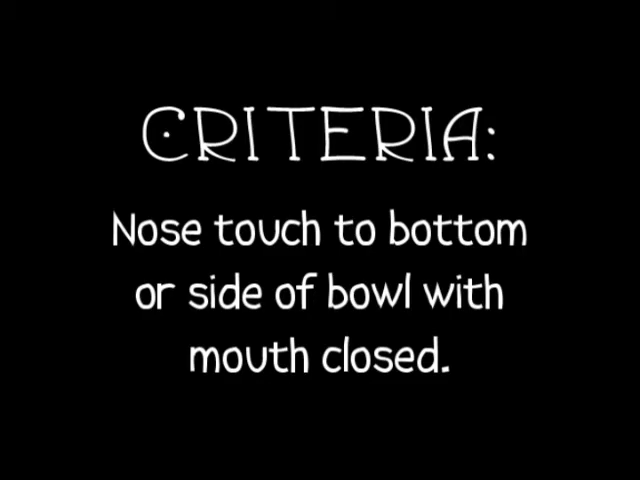 CRITERIA:
Nose touch to bottom
or side of bowl with
mouth closed.